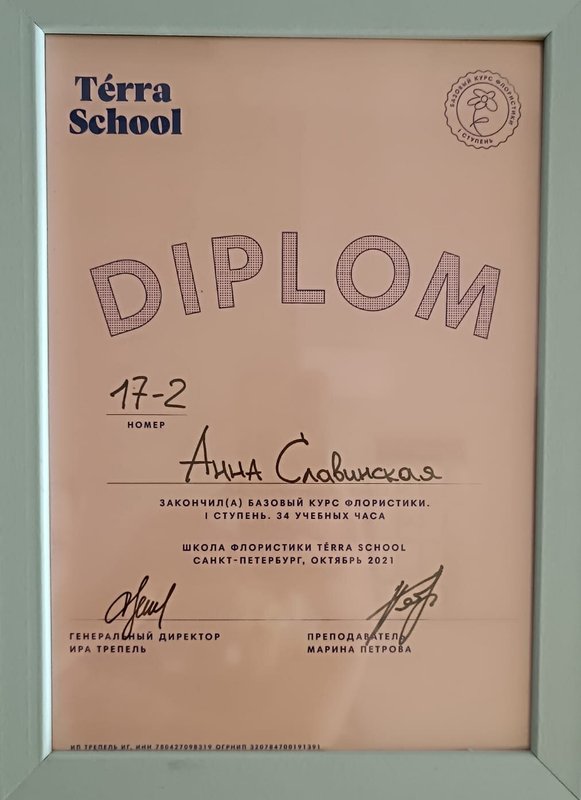 Térra
School
БАЗОВЫЙ КУРС ФЛОРИСТИКИ
I СТУПЕНЬ
DIPLOM
17-2
НОМЕР
Анна Славинская
ЗАКОНЧИЛ(А) БАЗОВЫЙ КУРС ФЛОРИСТИКИ.
I СТУПЕНЬ. 34 УЧЕБНЫХ ЧАСА
ШКОЛА ФЛОРИСТИКИ TÉRRA SCHOOL
САНКТ-ПЕТЕРБУРГ, ОКТЯБРЬ 2021
ГЕНЕРАЛЬНЫЙ ДИРЕКТОР
ИРА ТРЕПЕЛЬ
ПРЕПОДАВАТЕЛЬ
МАРИНА ПЕТРОВА
ИП ТРЕПЕЛЬ ИГ. ИНН 780427098319 ОГРНИП 320784700191391